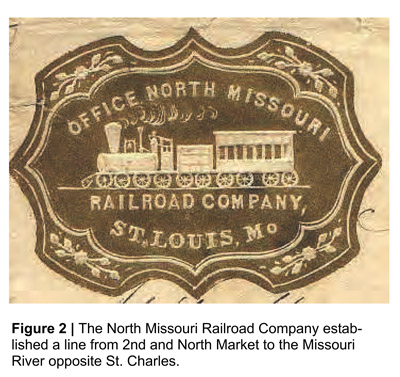 OFFICE NORTH MISSOURI
RAILROAD COMPANY,
ST. LOUIS, Mo
Figure 2 | The North Missouri Railroad Company estab-
lished a line from 2nd and North Market to the Missouri
River opposite St. Charles.